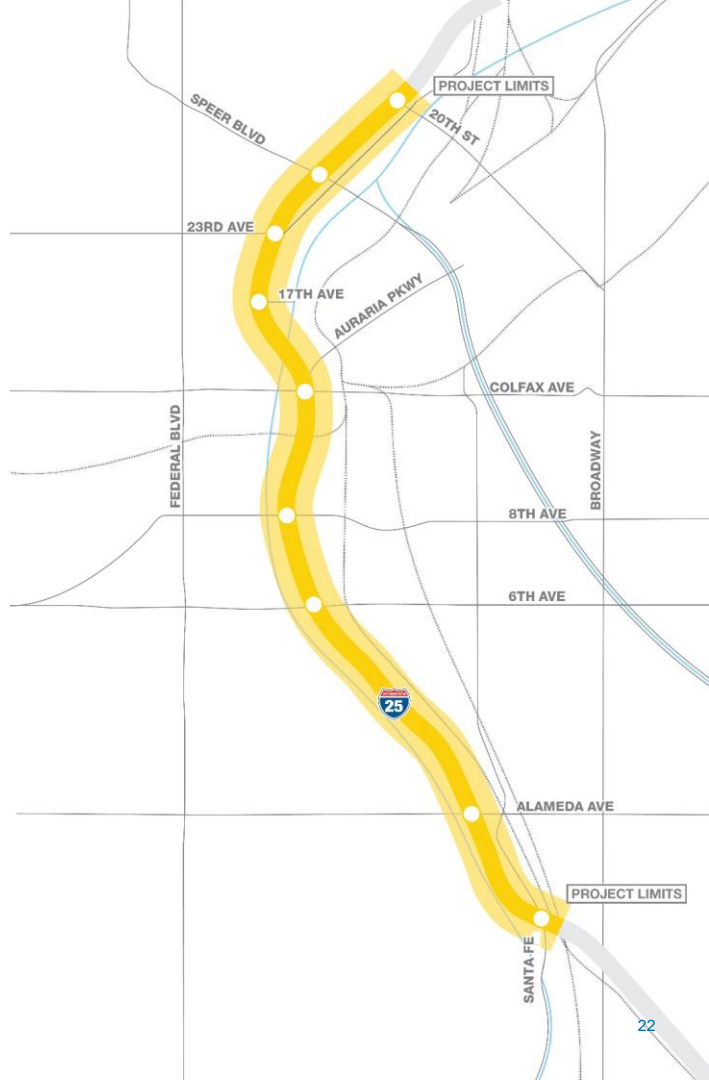 PROJECT LIMITS
SPEER BLVD
20TH ST
23RD AVE
17TH AVE
AURARIA PKWY
COLFAX AVE
FEDERAL BLVD
BROADWAY
8TH AVE
6TH AVE
25
ALAMEDA AVE
PROJECT LIMITS
SANTA FE
22